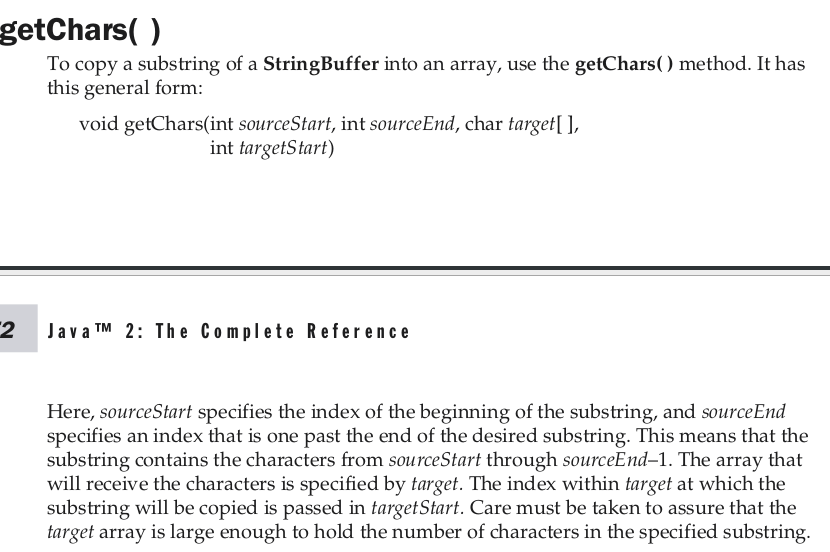 getChars( )
To copy a substring of a StringBuffer into an array, use the getChars( ) method. It has
this general form:
void getChars(int sourceStart, int sourceEnd, char target[ ],
int targetStart)
Java™ 2: The Complete Reference
Here, sourceStart specifies the index of the beginning of the substring, and sourceEnd
specifies an index that is one past the end of the desired substring. This means that the
substring contains the characters from sourceStart through sourceEnd–1. The array that
will receive the characters is specified by target. The index within target at which the
substring will be copied is passed in targetStart. Care must be taken to assure that the
target array is large enough to hold the number of characters in the specified substring.